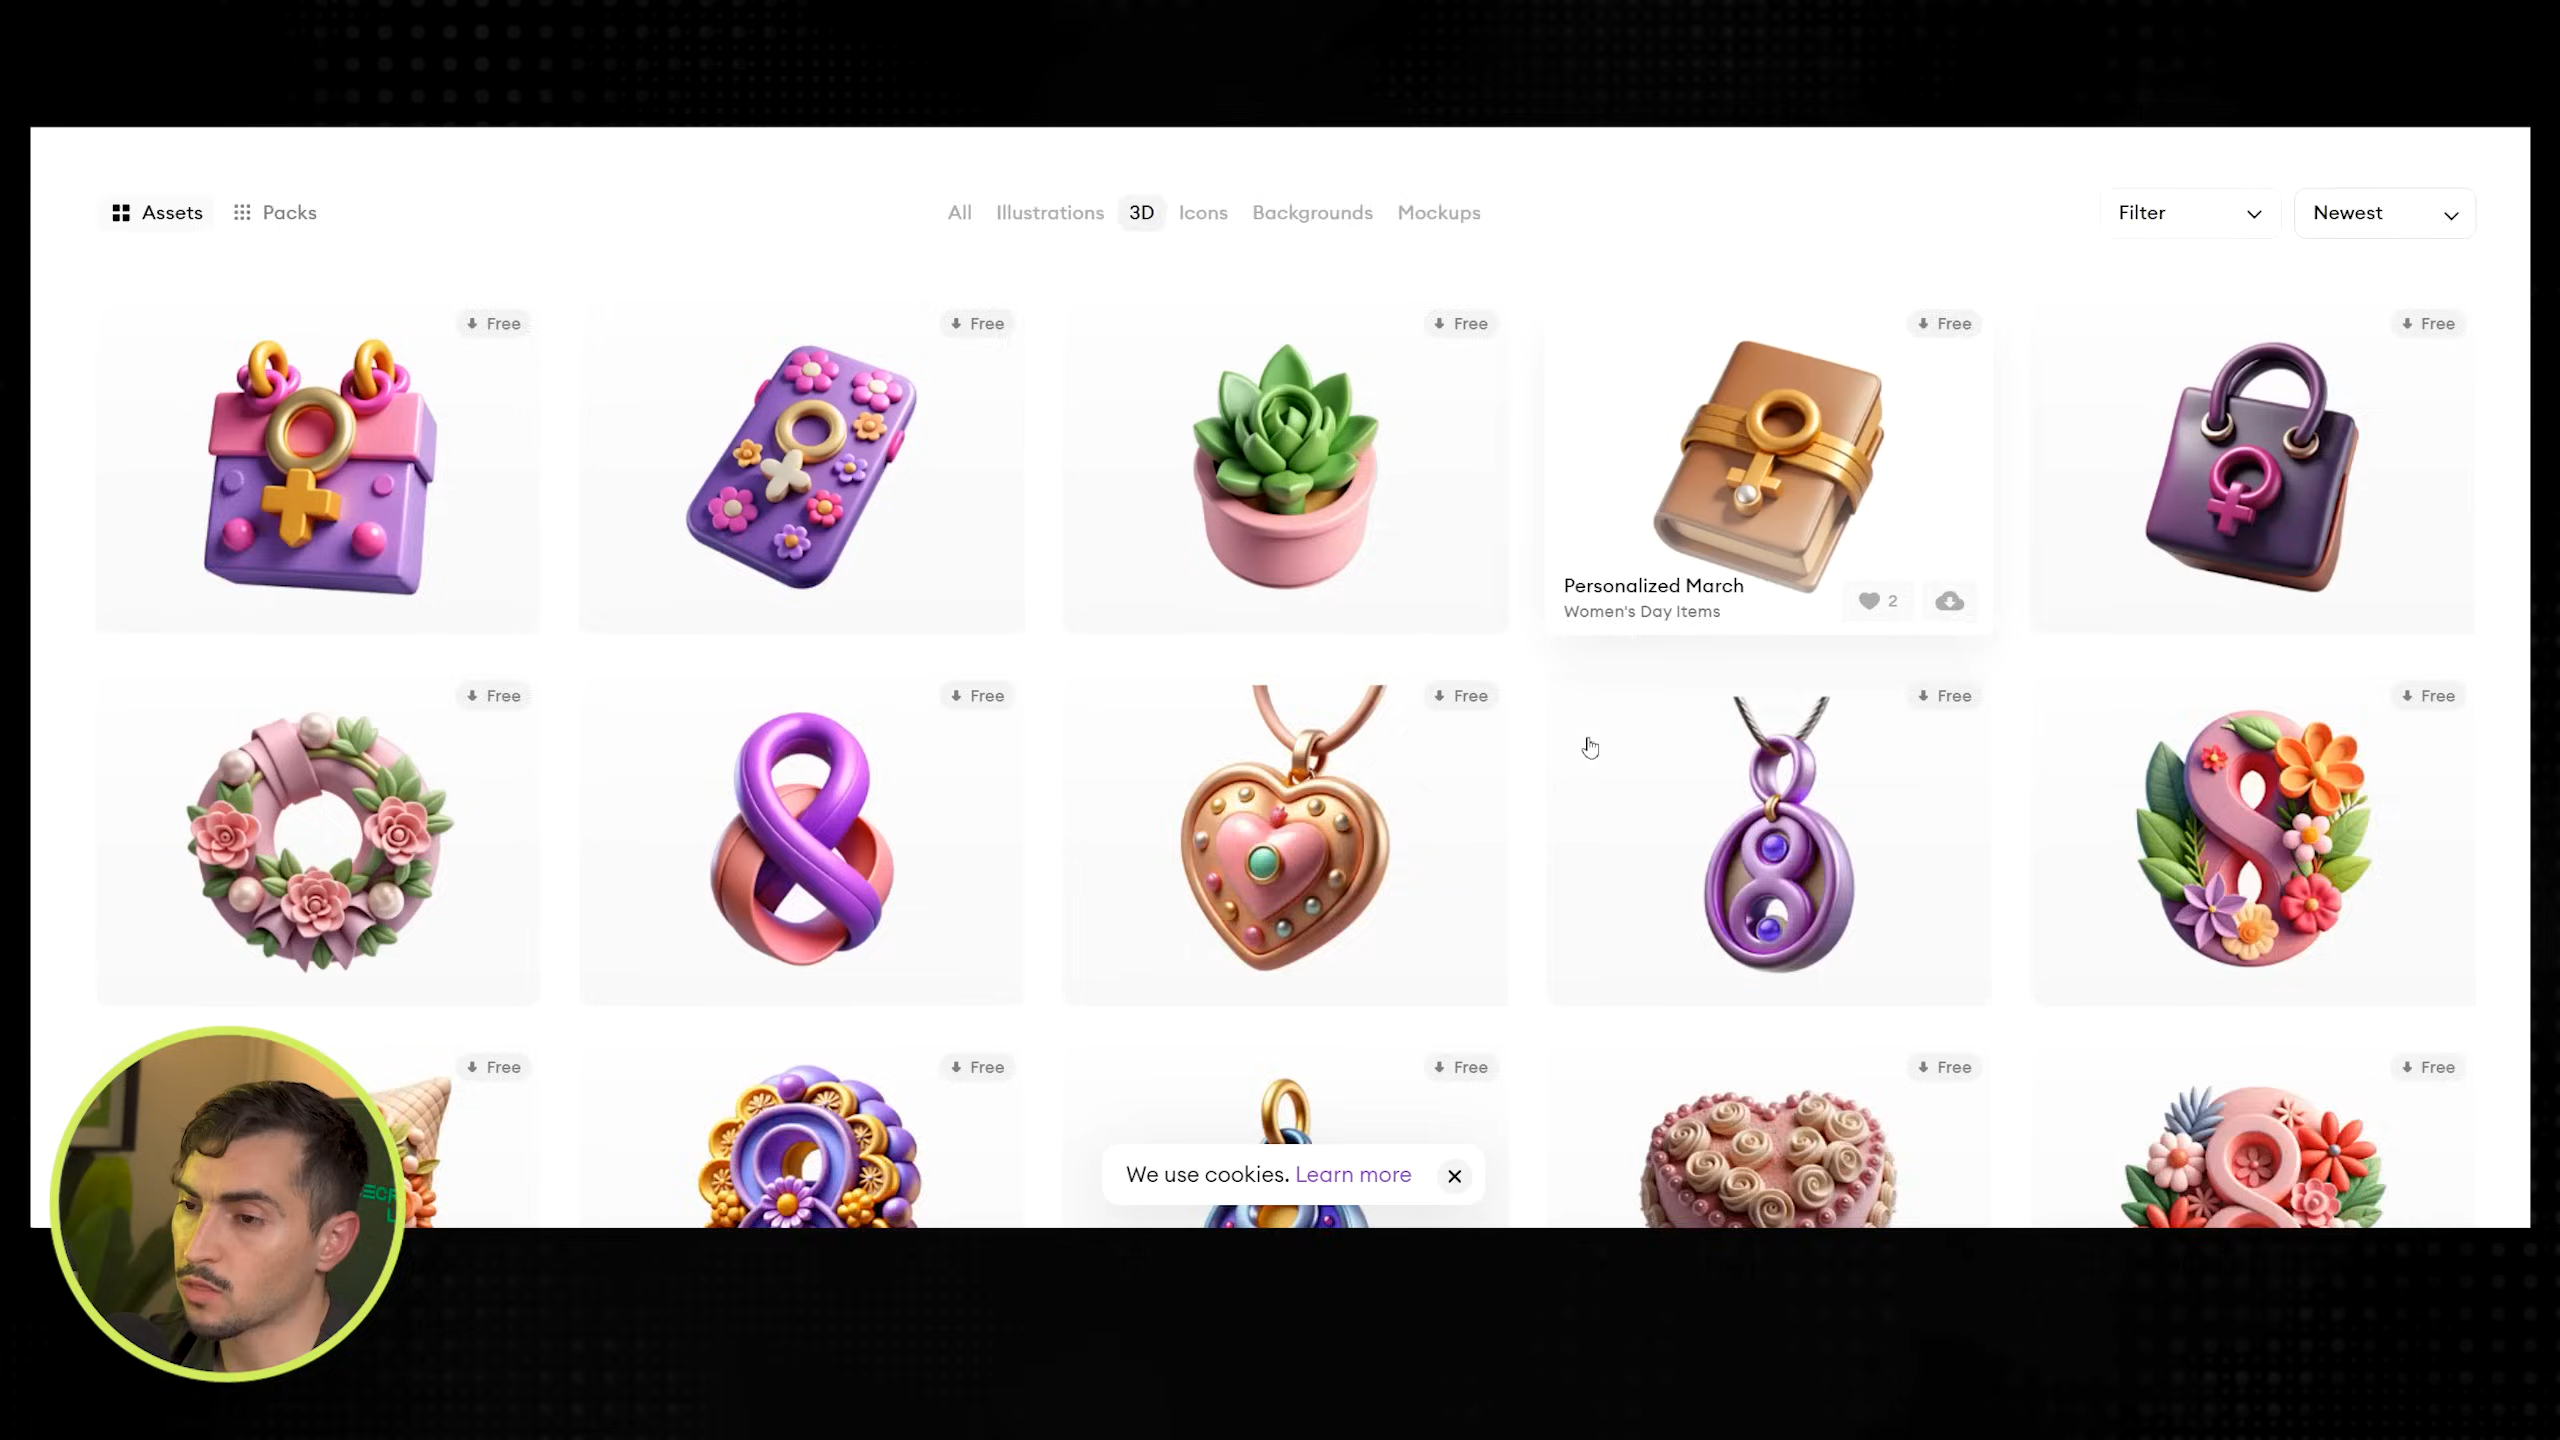 Assets
Packs
All
Illustrations
3D
Icons
Backgrounds
Mockups
Filter
Newest
Free
Free
Free
Free
Free
Personalized March
Women's Day Items
2
Free
Free
Free
Free
Free
Free
Free
Free
Free
Free
We use cookies. Learn more